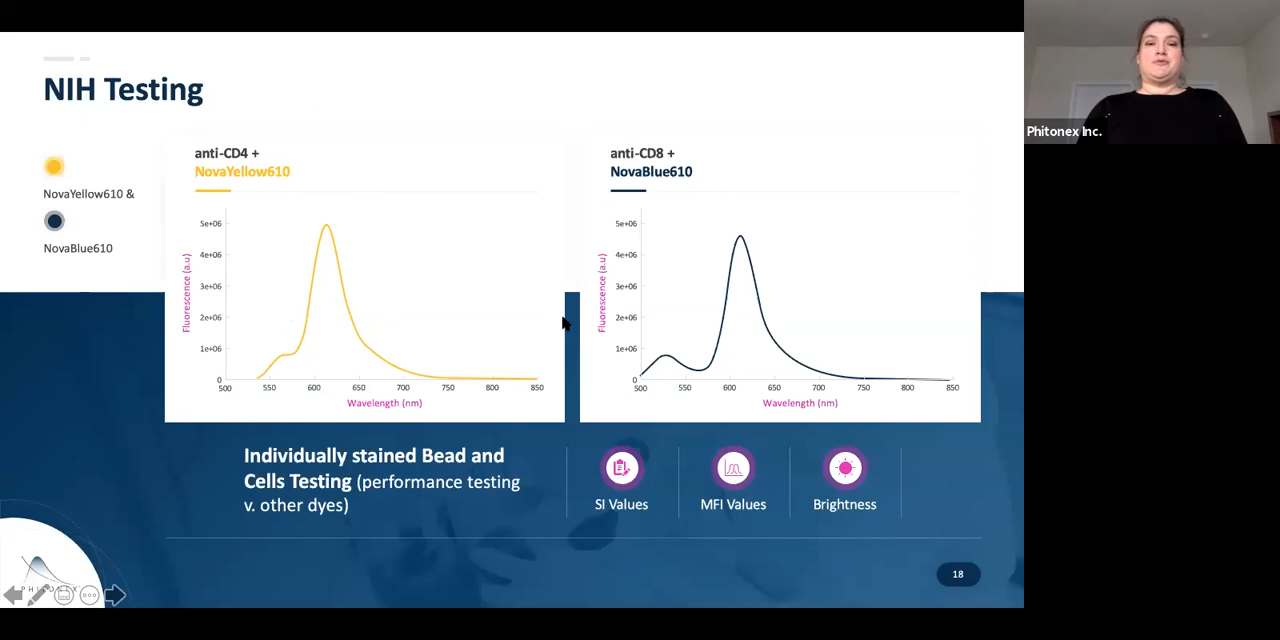 NIH Testing
NovaYellow610 &
NovaBlue610
anti-CD4 +
NovaYellow610
5e+06
4e+06
3e+06
2e+06
1e+06
0
Fluorescence (a.u)
500 550 600 650 700 750 800 850
Wavelength (nm)
anti-CD8 +
NovaBlue610
5e+06
4e+06
3e+06
2e+06
1e+06
0
Fluorescence (a.u)
500 550 600 650 700 750 800 850
Wavelength (nm)
Individually stained Bead and
Cells Testing (performance testing
v. other dyes)
SI Values
MFI Values
Brightness
18
Phitonex Inc.